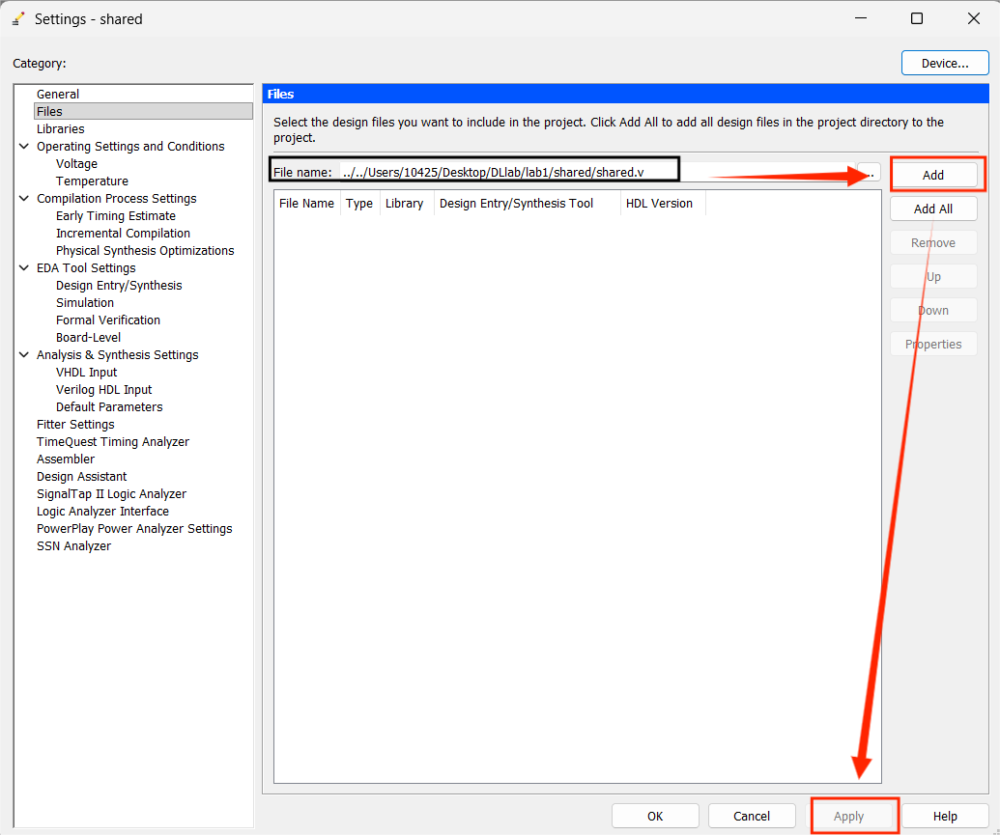 Settings - shared
Category:
Device...
General
Files
Libraries
Operating Settings and Conditions
Voltage
Temperature
Compilation Process Settings
Early Timing Estimate
Incremental Compilation
Physical Synthesis Optimizations
EDA Tool Settings
Design Entry/Synthesis
Simulation
Formal Verification
Board-Level
Analysis & Synthesis Settings
VHDL Input
Verilog HDL Input
Default Parameters
Fitter Settings
TimeQuest Timing Analyzer
Assembler
Design Assistant
SignalTap II Logic Analyzer
Logic Analyzer Interface
PowerPlay Power Analyzer Settings
SSN Analyzer
Files
Select the design files you want to include in the project. Click Add All to add all design files in the project directory to the
project.
File name: ../../Users/10425/Desktop/DLlab/lab1/shared/shared.v
Add
File Name Type Library Design Entry/Synthesis Tool HDL Version
Add All
Remove
Up
Down
Properties
OK Cancel Apply Help